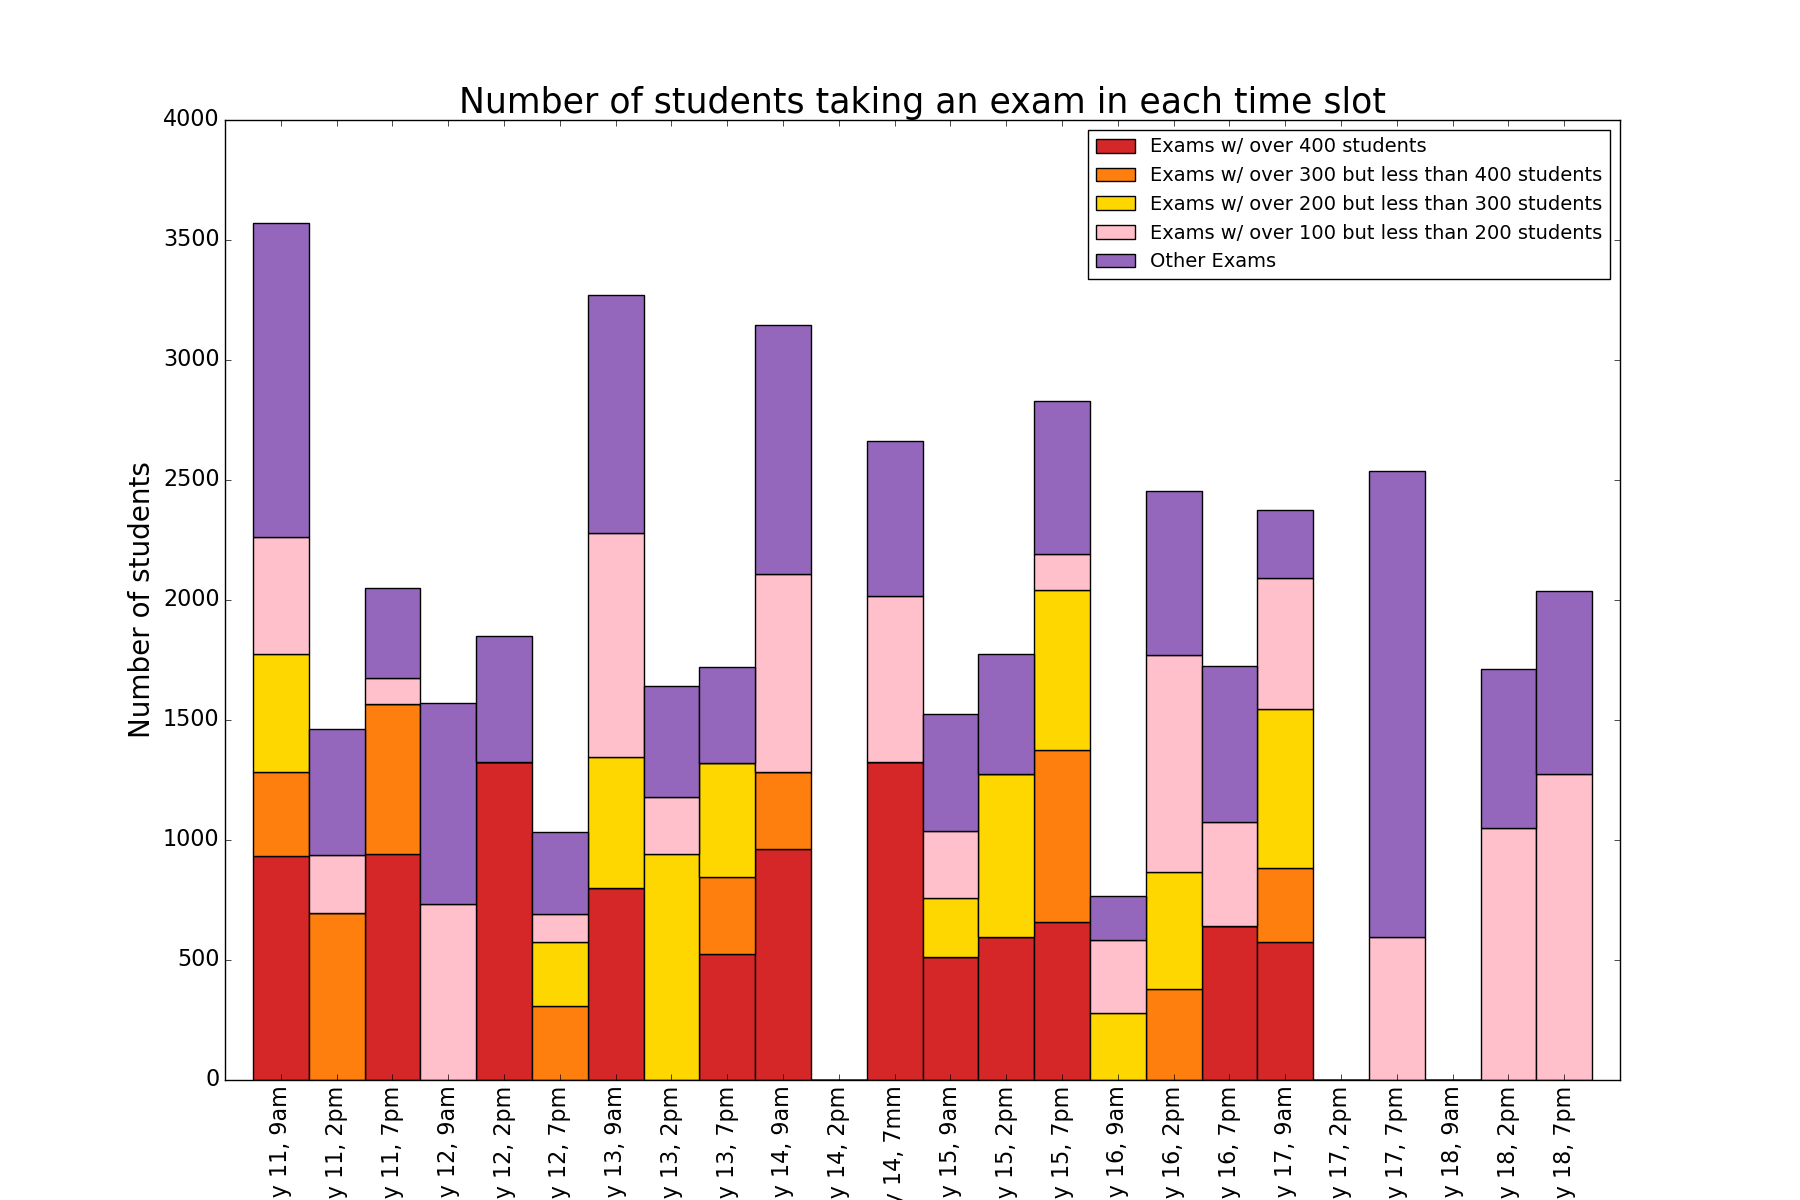 Number of students taking an exam in each time slot
Number of students
4000
3500
3000
2500
2000
1500
1000
500
0
Exams w/ over 400 students
Exams w/ over 300 but less than 400 students
Exams w/ over 200 but less than 300 students
Exams w/ over 100 but less than 200 students
Other Exams
y 11, 9am
y 11, 2pm
y 11, 7pm
y 12, 9am
y 12, 2pm
y 12, 7pm
y 13, 9am
y 13, 2pm
y 13, 7pm
y 14, 9am
y 14, 2pm
y 14, 7mm
y 15, 9am
y 15, 2pm
y 15, 7pm
y 16, 9am
y 16, 2pm
y 16, 7pm
y 17, 9am
y 17, 2pm
y 17, 7pm
y 18, 9am
y 18, 2pm
y 18, 7pm